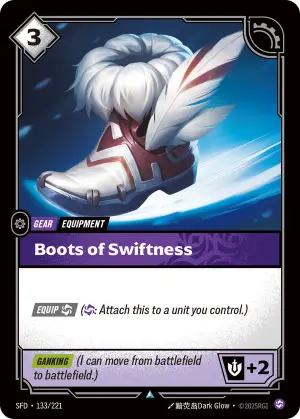 3
GEAR EQUIPMENT
Boots of Swiftness
EQUIP (: Attach this to a unit you control.)
GANKING (I can move from battlefield
to battlefield.)
+2
SFD • 133/221
Dark Glow • ©2025RGI